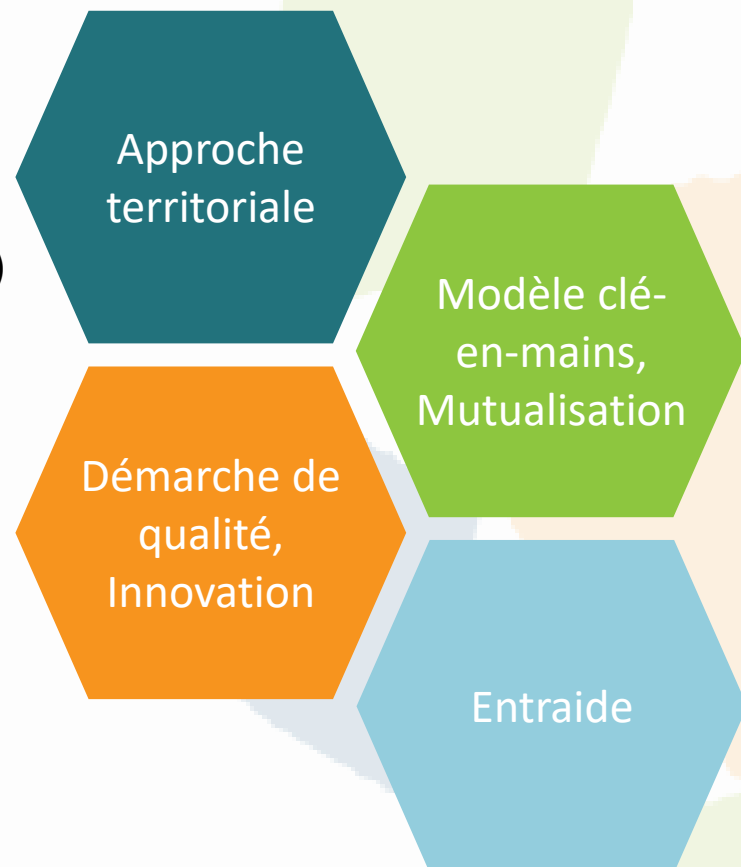 Approche
territoriale
)
Modèle clé-
en-mains,
Mutualisation
Démarche de
qualité,
Innovation
Entraide